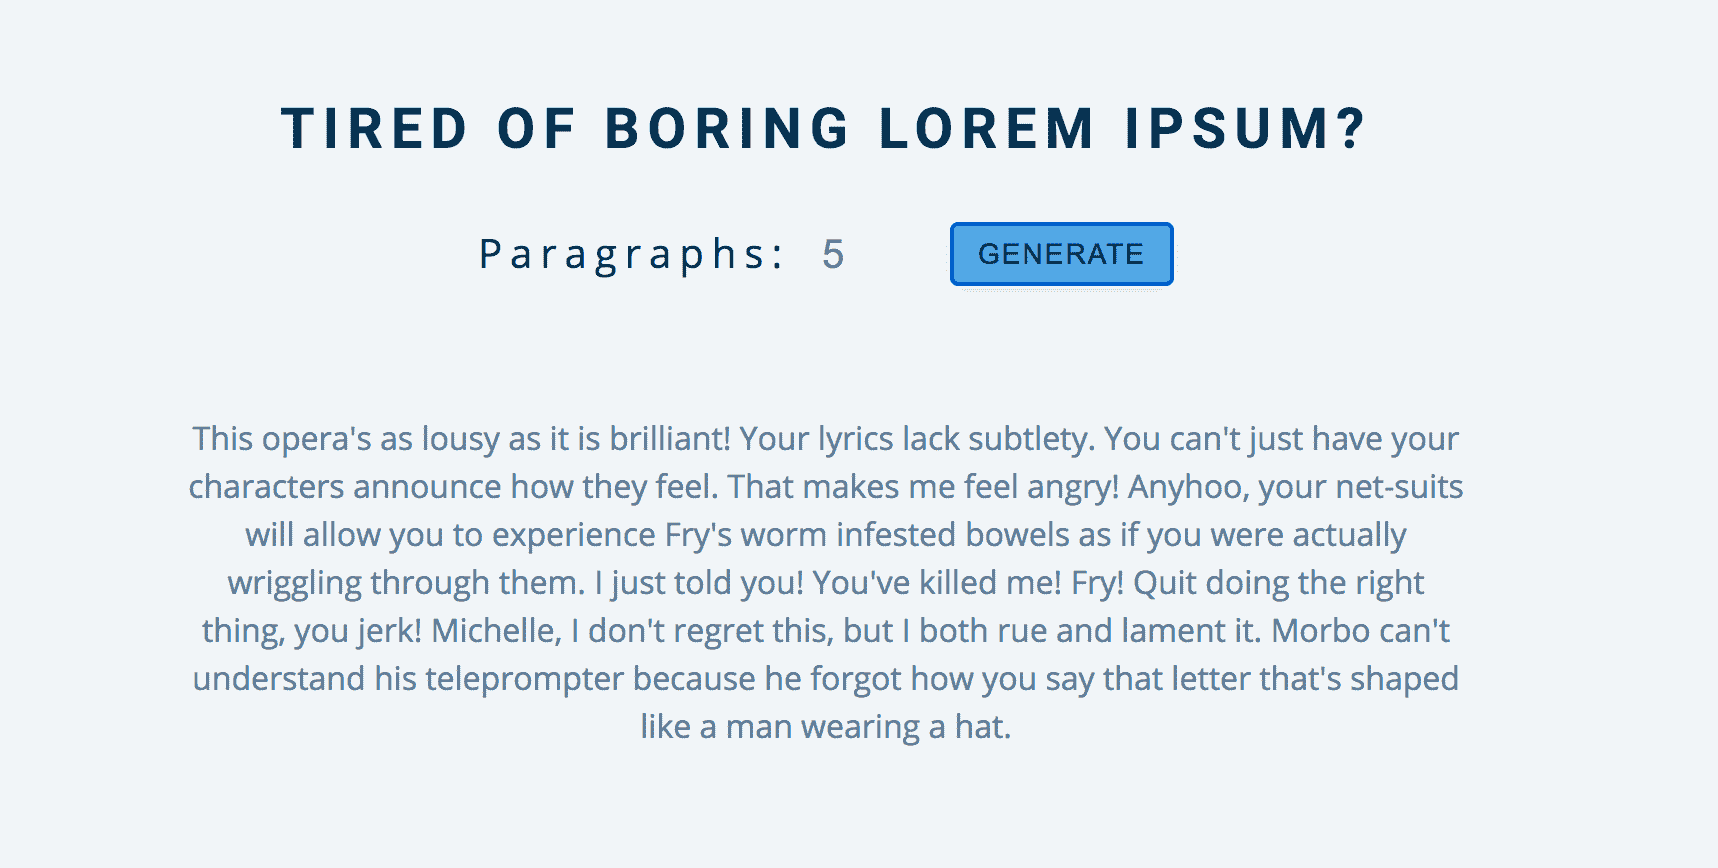 TIRED OF BORING LOREM IPSUM?
Paragraphs: 5 GENERATE
This opera's as lousy as it is brilliant! Your lyrics lack subtlety. You can't just have your
characters announce how they feel. That makes me feel angry! Anyhoo, your net-suits
will allow you to experience Fry's worm infested bowels as if you were actually
wriggling through them. I just told you! You've killed me! Fry! Quit doing the right
thing, you jerk! Michelle, I don't regret this, but I both rue and lament it. Morbo can't
understand his teleprompter because he forgot how you say that letter that's shaped
like a man wearing a hat.